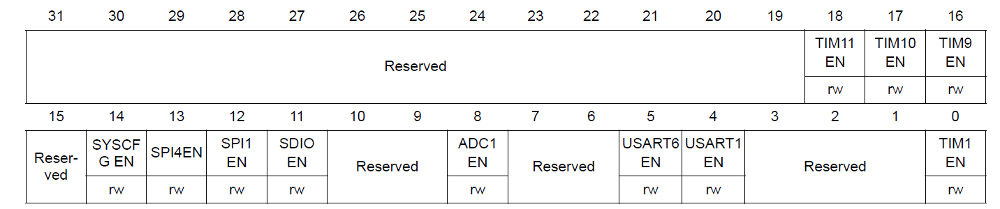 31 30 29 28 27 26 25 24 23 22 21 20 19 18 17 16
Reserved
TIM11
EN
TIM10
EN
TIM9
EN
rw rw rw
15 14 13 12 11 10 9 8 7 6 5 4 3 2 1 0
Reser-
ved
SYSCF
G EN
SPI4EN
SPI1
EN
SDIO
EN
Reserved
ADC1
EN
Reserved
USART6
EN
USART1
EN
Reserved
TIM1
EN
rw rw rw rw rw rw rw rw